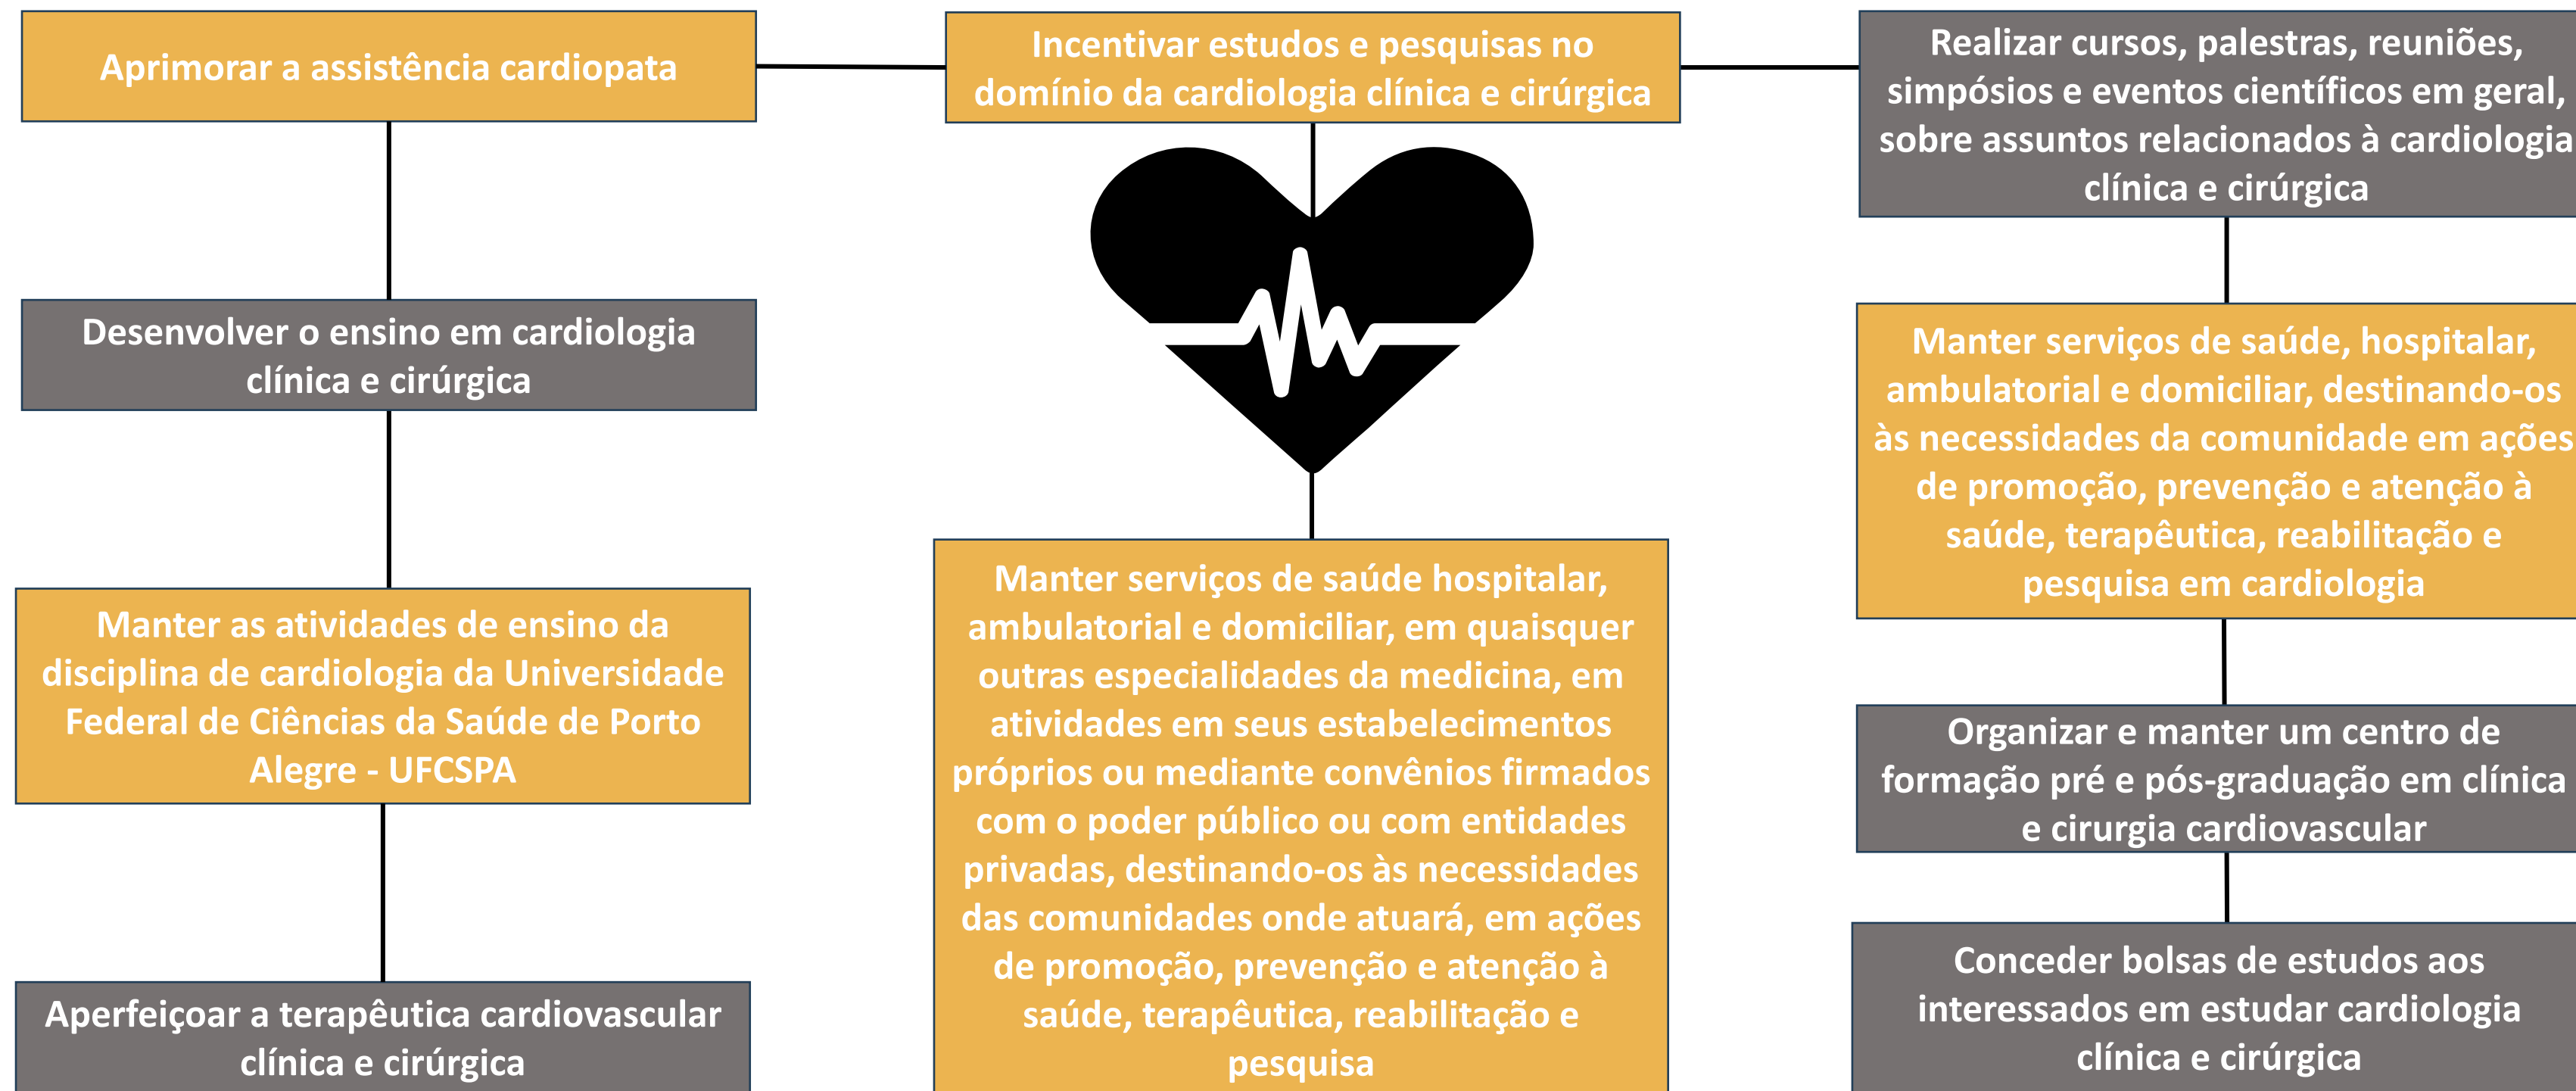 Aprimorar a assistência cardiopata
Desenvolver o ensino em cardiologia
clínica e cirúrgica
Manter as atividades de ensino da
disciplina de cardiologia da Universidade
Federal de Ciências da Saúde de Porto
Alegre - UFCSPA
Aperfeiçoar a terapêutica cardiovascular
clínica e cirúrgica
Incentivar estudos e pesquisas no
domínio da cardiologia clínica e cirúrgica
Manter serviços de saúde hospitalar,
ambulatorial e domiciliar, em quaisquer
outras especialidades da medicina, em
atividades em seus estabelecimentos
próprios ou mediante convênios firmados
com o poder público ou com entidades
privadas, destinando-os às necessidades
das comunidades onde atuará, em ações
de promoção, prevenção e atenção à
saúde, terapêutica, reabilitação e
pesquisa
Realizar cursos, palestras, reuniões,
simpósios e eventos científicos em geral,
sobre assuntos relacionados à cardiologia
clínica e cirúrgica
Manter serviços de saúde, hospitalar,
ambulatorial e domiciliar, destinando-os
às necessidades da comunidade em ações
de promoção, prevenção e atenção à
saúde, terapêutica, reabilitação e
pesquisa em cardiologia
Organizar e manter um centro de
formação pré e pós-graduação em clínica
e cirurgia cardiovascular
Conceder bolsas de estudos aos
interessados em estudar cardiologia
clínica e cirúrgica